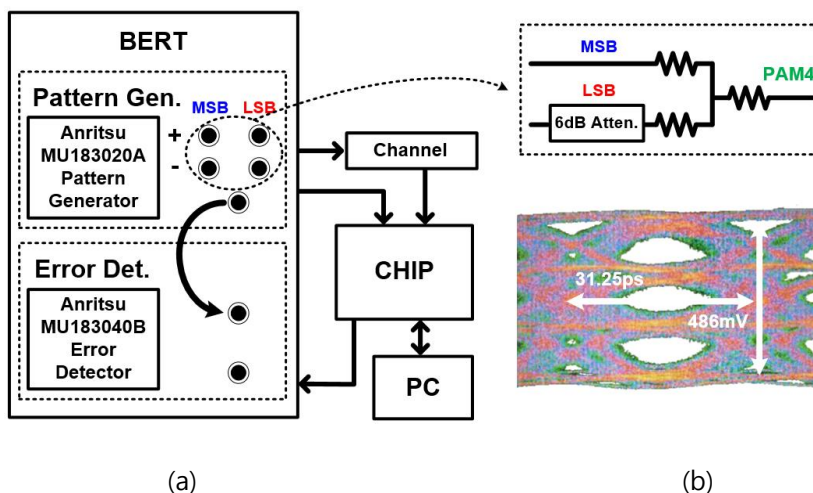 BERT
Pattern Gen.
MSB LSB
Anritsu
MU183020A
Pattern
Generator
+
-
Error Det.
Anritsu
MU183040B
Error
Detector
Channel
CHIP
PC
MSB
LSB
6dB Atten.
PAM4
31.25ps
486mV
(a)
(b)